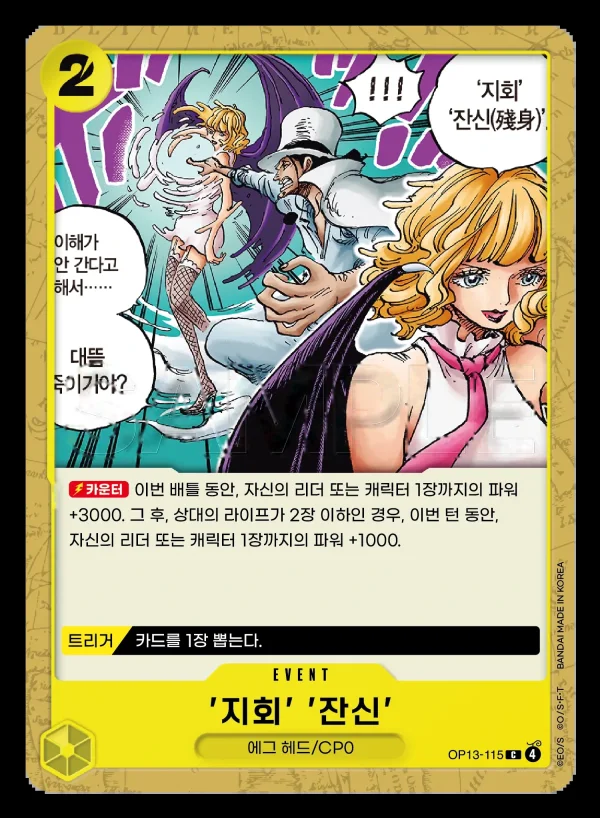 2
!!!
'지회'
'잔신(殘身)'.
이해가
안 간다고
해서……
대뜸
죽이기야?
SAMPLE
카운터 이번 배틀 동안, 자신의 리더 또는 캐릭터 1장까지의 파워
+3000. 그 후, 상대의 라이프가 2장 이하인 경우, 이번 턴 동안,
자신의 리더 또는 캐릭터 1장까지의 파워 +1000.
트리거 카드를 1장 뽑는다.
EVENT
'지회' '잔신'
에그 헤드/CP0
OP13-115 C 4
©E.O/S ©O/S·F·T BANDAI MADE IN KOREA